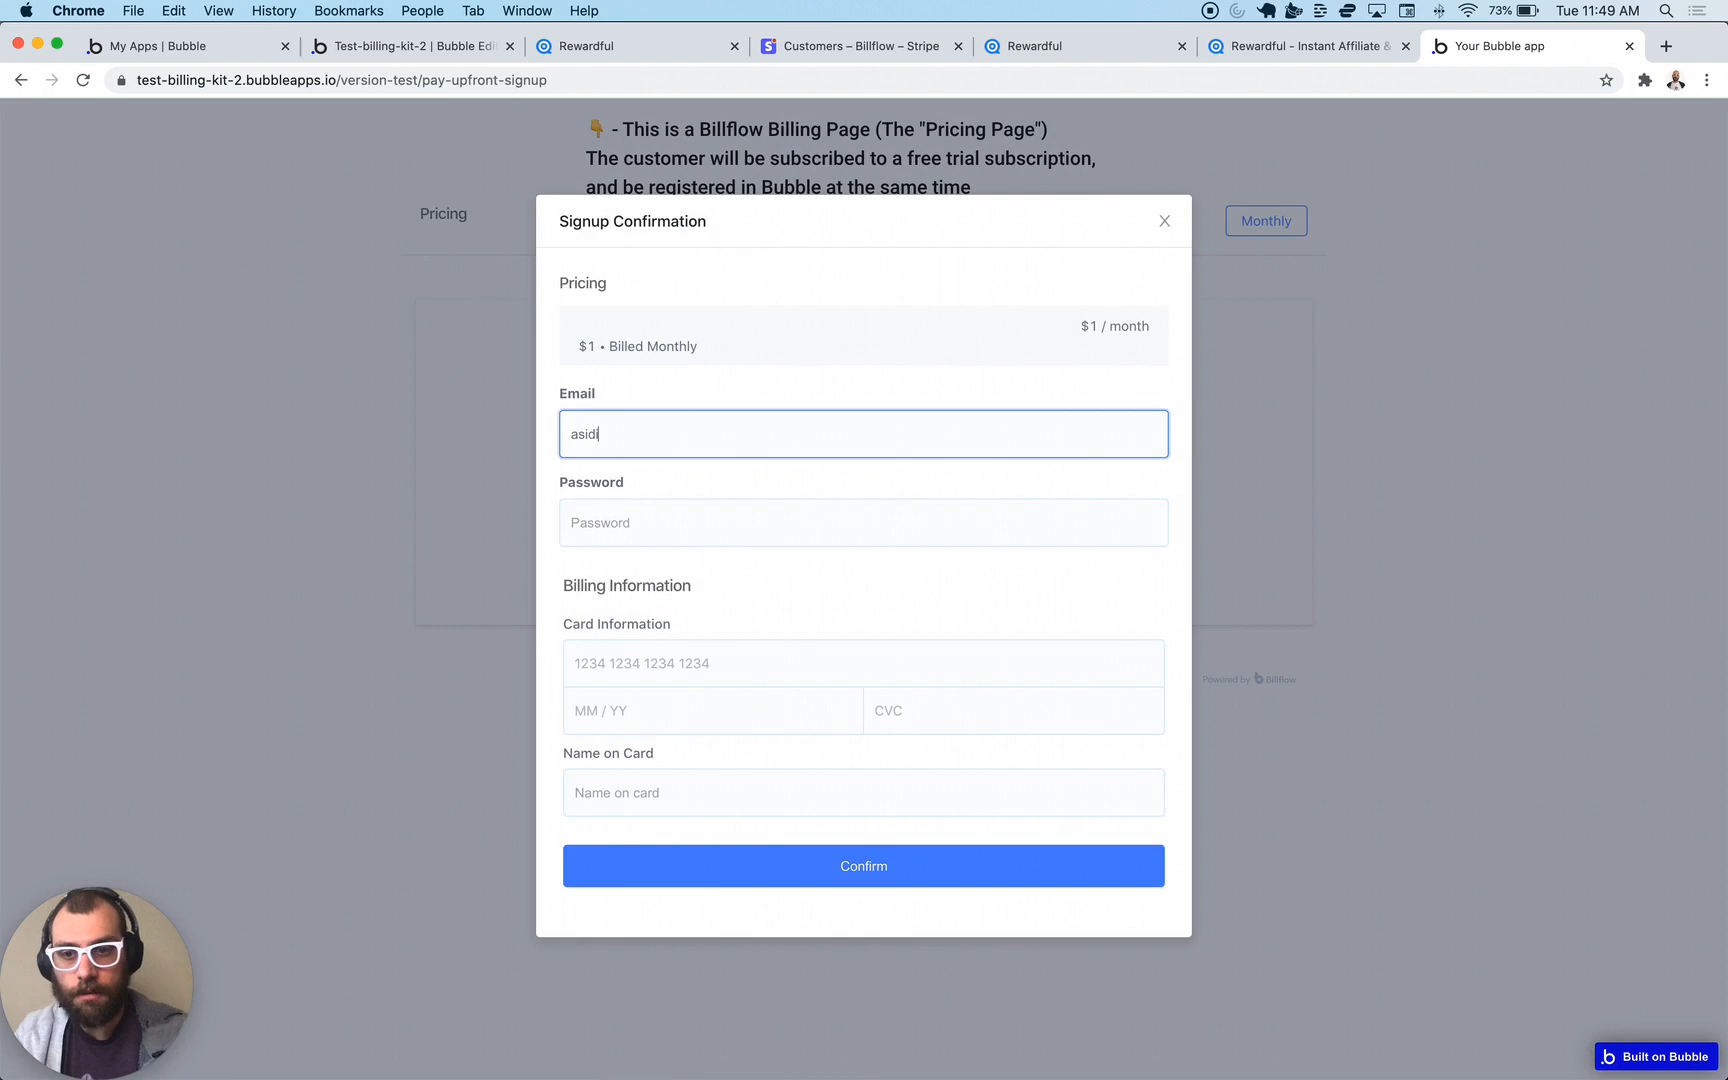 Chrome File Edit View History Bookmarks People Tab Window Help 73% Tue 11:49 AM
My Apps | Bubble
Test-billing-kit-2 | Bubble Edi
Rewardful
Customers – Billflow – Stripe
Rewardful
Rewardful - Instant Affiliate &
Your Bubble app
test-billing-kit-2.bubbleapps.io/version-test/pay-upfront-signup
👇 - This is a Billflow Billing Page (The "Pricing Page")
The customer will be subscribed to a free trial subscription,
and be registered in Bubble at the same time
Pricing
Monthly
Signup Confirmation
Pricing
$1 / month
$1 • Billed Monthly
Email
asidi
Password
Password
Billing Information
Card Information
1234 1234 1234 1234
MM / YY
CVC
Name on Card
Name on card
Confirm
Powered by Billflow
Built on Bubble